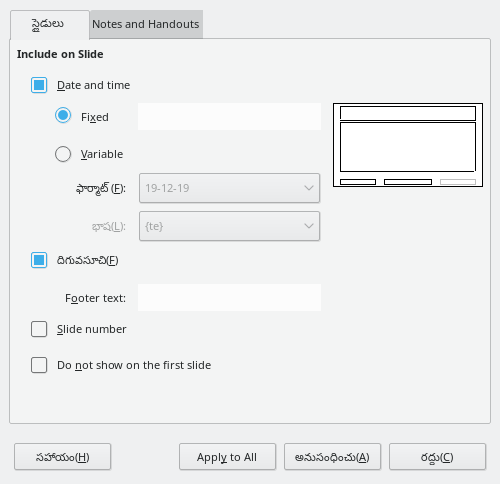 స్లైడులు
Notes and Handouts
Include on Slide
Date and time
Fixed
Variable
ఫార్మాట్ (F):
19-12-19
భాష(L):
{te}
దిగువసూచి(F)
Footer text:
Slide number
Do not show on the first slide
సహాయం(H)
Apply to All
అనుసంధించు(A)
రద్దు(C)